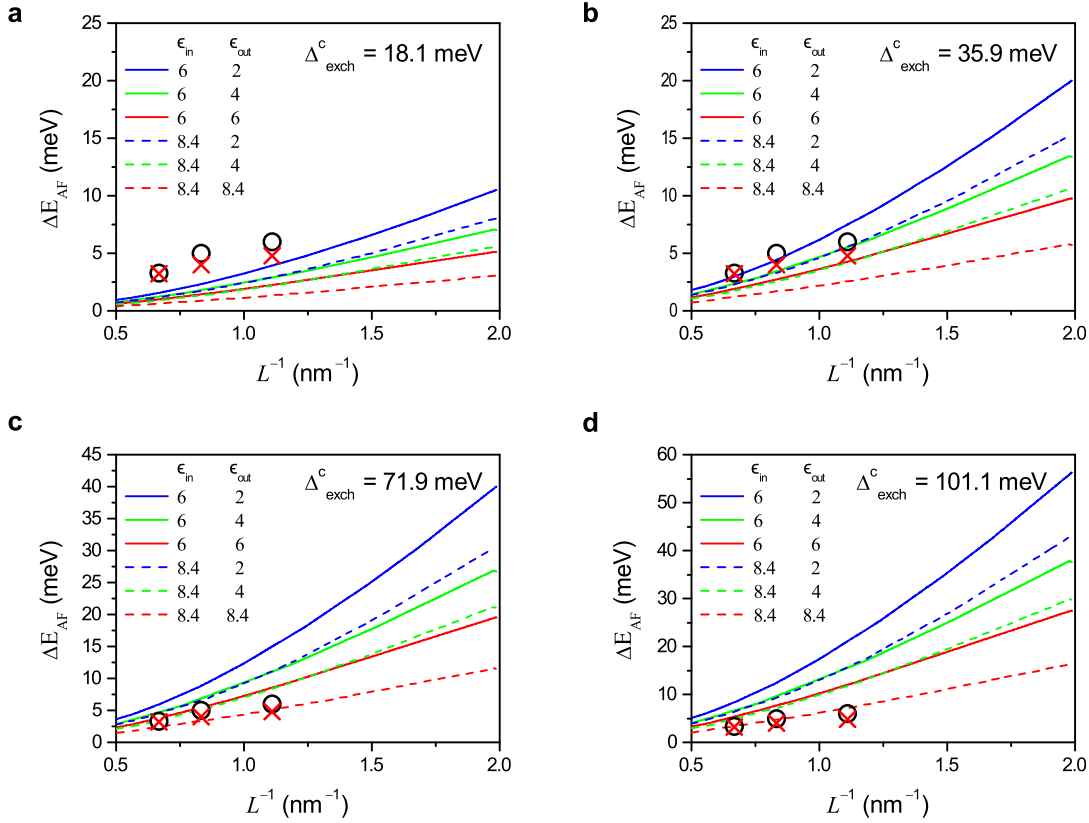 a
ΔE_AF (meV)
25
20
15
10
5
0
ϵ_in ϵ_out
6 2
6 4
6 6
8.4 2
8.4 4
8.4 8.4
Δ^c_exch = 18.1 meV
0.5 1.0 1.5 2.0
L⁻¹ (nm⁻¹)
b
ΔE_AF (meV)
25
20
15
10
5
0
ϵ_in ϵ_out
6 2
6 4
6 6
8.4 2
8.4 4
8.4 8.4
Δ^c_exch = 35.9 meV
0.5 1.0 1.5 2.0
L⁻¹ (nm⁻¹)
c
ΔE_AF (meV)
45
40
35
30
25
20
15
10
5
0
ϵ_in ϵ_out
6 2
6 4
6 6
8.4 2
8.4 4
8.4 8.4
Δ^c_exch = 71.9 meV
0.5 1.0 1.5 2.0
L⁻¹ (nm⁻¹)
d
ΔE_AF (meV)
60
50
40
30
20
10
0
ϵ_in ϵ_out
6 2
6 4
6 6
8.4 2
8.4 4
8.4 8.4
Δ^c_exch = 101.1 meV
0.5 1.0 1.5 2.0
L⁻¹ (nm⁻¹)